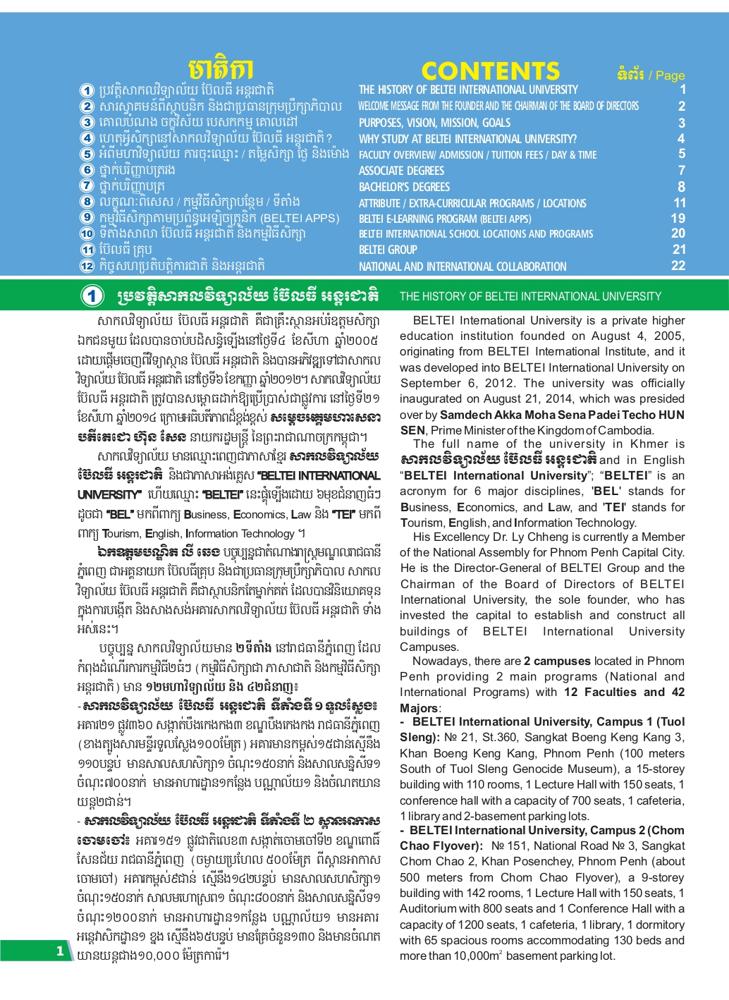 មាតិកា
CONTENTS
ទំព័រ / Page
1 ប្រវត្តិសាកលវិទ្យាល័យ ប៊ែលធី អន្តរជាតិ
THE HISTORY OF BELTEI INTERNATIONAL UNIVERSITY 1
2 សារស្វាគមន៍ពីស្ថាបនិក និងជាប្រធានក្រុមប្រឹក្សាភិបាល
WELCOME MESSAGE FROM THE FOUNDER AND THE CHAIRMAN OF THE BOARD OF DIRECTORS 2
3 គោលបំណង ចក្ខុវិស័យ បេសកកម្ម គោលដៅ
PURPOSES, VISION, MISSION, GOALS 3
4 ហេតុអ្វីសិក្សានៅសាកលវិទ្យាល័យ ប៊ែលធី អន្តរជាតិ ?
WHY STUDY AT BELTEI INTERNATIONAL UNIVERSITY? 4
5 អំពីមហាវិទ្យាល័យ ការចុះឈ្មោះ / តម្លៃសិក្សា ថ្ងៃ និងម៉ោង
FACULTY OVERVIEW/ ADMISSION / TUITION FEES / DAY & TIME 5
6 ថ្នាក់បរិញ្ញាបត្ររង
ASSOCIATE DEGREES 7
7 ថ្នាក់បរិញ្ញាបត្រ
BACHELOR'S DEGREES 8
8 លក្ខណៈពិសេស / កម្មវិធីសិក្សាបន្ថែម / ទីតាំង
ATTRIBUTE / EXTRA-CURRICULAR PROGRAMS / LOCATIONS 11
9 កម្មវិធីសិក្សាតាមប្រព័ន្ធអេឡិចត្រូនិក (BELTEI APPS)
BELTEI E-LEARNING PROGRAM (BELTEI APPS) 19
10 ទីតាំងសាលា ប៊ែលធី អន្តរជាតិ និងកម្មវិធីសិក្សា
BELTEI INTERNATIONAL SCHOOL LOCATIONS AND PROGRAMS 20
11 ប៊ែលធី គ្រុប
BELTEI GROUP 21
12 កិច្ចសហប្រតិបត្តិការជាតិ និងអន្តរជាតិ
NATIONAL AND INTERNATIONAL COLLABORATION 22
1 ប្រវត្តិសាកលវិទ្យាល័យ ប៊ែលធី អន្តរជាតិ
THE HISTORY OF BELTEI INTERNATIONAL UNIVERSITY
សាកលវិទ្យាល័យ ប៊ែលធី អន្តរជាតិ គឺជាគ្រឹះស្ថានអប់រំឧត្តមសិក្សា
ឯកជនមួយ ដែលបានចាប់បដិសន្ធិឡើងនៅថ្ងៃទី៤ ខែសីហា ឆ្នាំ២០០៥
ដោយផ្តើមចេញពីវិទ្យាស្ថាន ប៊ែលធី អន្តរជាតិ និងបានអភិវឌ្ឍទៅជាសាកល
វិទ្យាល័យ ប៊ែលធី អន្តរជាតិ នៅថ្ងៃទី៦ ខែកញ្ញា ឆ្នាំ២០១២។ សាកលវិទ្យាល័យ
ប៊ែលធី អន្តរជាតិ ត្រូវបានសម្ពោធដាក់ឱ្យប្រើប្រាស់ជាផ្លូវការ នៅថ្ងៃទី២១
ខែសីហា ឆ្នាំ២០១៤ ក្រោមអធិបតីភាពដ៏ខ្ពង់ខ្ពស់ សម្តេចអគ្គមហាសេនា
បតីតេជោ ហ៊ុន សែន នាយករដ្ឋមន្ត្រី នៃព្រះរាជាណាចក្រកម្ពុជា។
សាកលវិទ្យាល័យ មានឈ្មោះពេញជាភាសាខ្មែរ សាកលវិទ្យាល័យ
ប៊ែលធី អន្តរជាតិ និងជាភាសាអង់គ្លេស "BELTEI INTERNATIONAL
UNIVERSITY" ហើយឈ្មោះ "BELTEI" នេះផ្តុំឡើងដោយ ៦មុខជំនាញធំៗ
ដូចជា "BEL" មកពីពាក្យ Business, Economics, Law និង "TEI" មកពី
ពាក្យ Tourism, English, Information Technology ។
ឯកឧត្តមបណ្ឌិត លី ឆេង បច្ចុប្បន្នជាតំណាងរាស្ត្រមណ្ឌលរាជធានី
ភ្នំពេញ ជាអគ្គនាយក ប៊ែលធីគ្រុប និងជាប្រធានក្រុមប្រឹក្សាភិបាល សាកល
វិទ្យាល័យ ប៊ែលធី អន្តរជាតិ គឺជាស្ថាបនិកតែម្នាក់គត់ ដែលបានវិនិយោគទុន
ក្នុងការបង្កើត និងសាងសង់អគារសាកលវិទ្យាល័យ ប៊ែលធី អន្តរជាតិ ទាំង
អស់នេះ។
បច្ចុប្បន្ន សាកលវិទ្យាល័យមាន ២ទីតាំង នៅរាជធានីភ្នំពេញ ដែល
កំពុងដំណើរការកម្មវិធី២ធំៗ (កម្មវិធីសិក្សាជា ភាសាជាតិ និងកម្មវិធីសិក្សា
អន្តរជាតិ) មាន ១២មហាវិទ្យាល័យ និង ៤២ជំនាញ៖
-សាកលវិទ្យាល័យ ប៊ែលធី អន្តរជាតិ ទីតាំងទី១ ទួលស្លែង៖
អគារ២១ ផ្លូវ៣៦០ សង្កាត់បឹងកេងកង៣ ខណ្ឌបឹងកេងកង រាជធានីភ្នំពេញ
(ខាងត្បូងសារមន្ទីរទួលស្លែង១០០ម៉ែត្រ) អគារមានកម្ពស់១៥ជាន់ស្មើនឹង
១១០បន្ទប់ មានសាលសហសិក្សា១ ចំណុះ១៥០នាក់ និងសាលសន្និសីទ១
ចំណុះ៧០០នាក់ មានអាហារដ្ឋាន១កន្លែង បណ្ណាល័យ១ និងចំណតយាន
យន្ត២ជាន់។
- សាកលវិទ្យាល័យ ប៊ែលធី អន្តរជាតិ ទីតាំងទី ២ ស្ពានអាកាស
ចោមចៅ៖ អគារ១៥១ ផ្លូវជាតិលេខ៣ សង្កាត់ចោមចៅទី២ ខណ្ឌពោធិ៍
សែនជ័យ រាជធានីភ្នំពេញ (ចម្ងាយប្រហែល ៥០០ម៉ែត្រ ពីស្ពានអាកាស
ចោមចៅ) អគារកម្ពស់៩ជាន់ ស្មើនឹង១៤២បន្ទប់ មានសាលសហសិក្សា១
ចំណុះ១៥០នាក់ សាលមហោស្រព១ ចំណុះ៨០០នាក់ និងសាលសន្និសីទ១
ចំណុះ១២០០នាក់ មានអាហារដ្ឋាន១កន្លែង បណ្ណាល័យ១ មានអគារ
អន្តេវាសិកដ្ឋាន១ ខ្នង ស្មើនឹង៦៥បន្ទប់ មានគ្រែចំនួន១៣០ និងមានចំណត
យានយន្តជាង១០,០០០ ម៉ែត្រការ៉េ។
BELTEI International University is a private higher
education institution founded on August 4, 2005,
originating from BELTEI International Institute, and it
was developed into BELTEI International University on
September 6, 2012. The university was officially
inaugurated on August 21, 2014, which was presided
over by Samdech Akka Moha Sena Padei Techo HUN
SEN, Prime Minister of the Kingdom of Cambodia.
The full name of the university in Khmer is
សាកលវិទ្យាល័យ ប៊ែលធី អន្តរជាតិ and in English
"BELTEI International University"; "BELTEI" is an
acronym for 6 major disciplines, 'BEL' stands for
Business, Economics, and Law, and 'TEI' stands for
Tourism, English, and Information Technology.
His Excellency Dr. Ly Chheng is currently a Member
of the National Assembly for Phnom Penh Capital City.
He is the Director-General of BELTEI Group and the
Chairman of the Board of Directors of BELTEI
International University, the sole founder, who has
invested the capital to establish and construct all
buildings of BELTEI International University
Campuses.
Nowadays, there are 2 campuses located in Phnom
Penh providing 2 main programs (National and
International Programs) with 12 Faculties and 42
Majors:
- BELTEI International University, Campus 1 (Tuol
Sleng): № 21, St.360, Sangkat Boeng Keng Kang 3,
Khan Boeng Keng Kang, Phnom Penh (100 meters
South of Tuol Sleng Genocide Museum), a 15-storey
building with 110 rooms, 1 Lecture Hall with 150 seats, 1
conference hall with a capacity of 700 seats, 1 cafeteria,
1 library and 2-basement parking lots.
- BELTEI International University, Campus 2 (Chom
Chao Flyover): № 151, National Road № 3, Sangkat
Chom Chao 2, Khan Posenchey, Phnom Penh (about
500 meters from Chom Chao Flyover), a 9-storey
building with 142 rooms, 1 Lecture Hall with 150 seats, 1
Auditorium with 800 seats and 1 Conference Hall with a
capacity of 1200 seats, 1 cafeteria, 1 library, 1 dormitory
with 65 spacious rooms accommodating 130 beds and
more than 10,000m² basement parking lot.
1